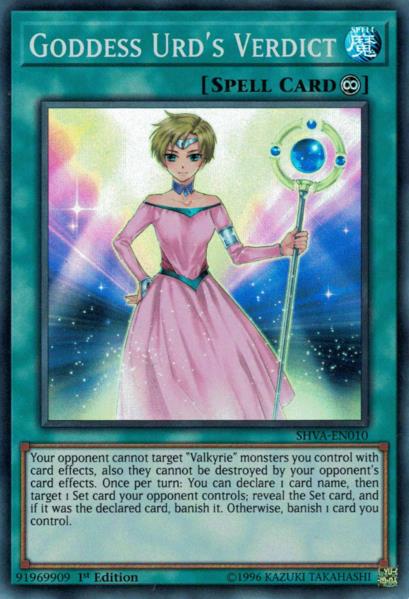 GODDESS URD'S VERDICT
SPELL
魔
[SPELL CARD]
SHVA-EN010
Your opponent cannot target "Valkyrie" monsters you control with
card effects, also they cannot be destroyed by your opponent's
card effects. Once per turn: You can declare 1 card name, then
target 1 Set card your opponent controls; reveal the Set card, and
if it was the declared card, banish it. Otherwise, banish 1 card you
control.
91969909 1st Edition ©1996 KAZUKI TAKAHASHI